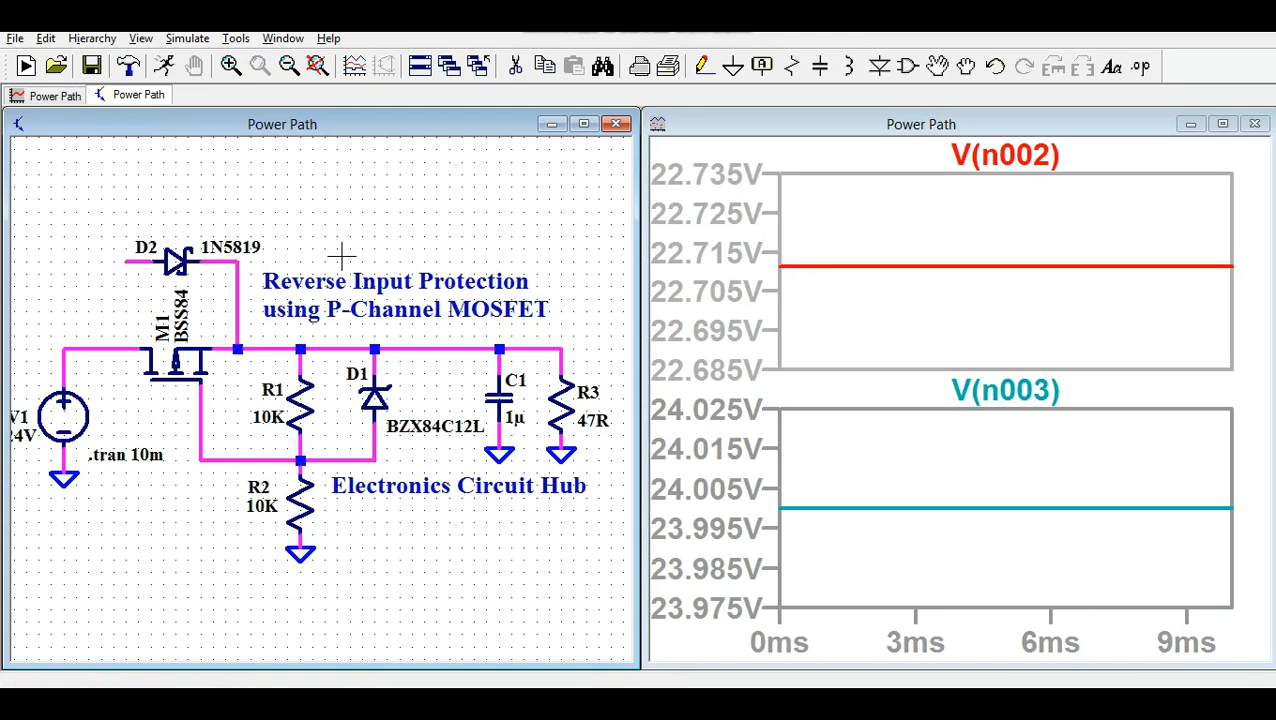 File Edit Hierarchy View Simulate Tools Window Help
Aa .op
Power Path Power Path
Power Path
D2 1N5819
Reverse Input Protection
using P-Channel MOSFET
M1
BSS84
R1
10K
D1
BZX84C12L
C1
1µ
R3
47R
V1
24V
.tran 10m
R2
10K
Electronics Circuit Hub
Power Path
V(n002)
22.735V
22.725V
22.715V
22.705V
22.695V
22.685V
V(n003)
24.025V
24.015V
24.005V
23.995V
23.985V
23.975V
0ms 3ms 6ms 9ms